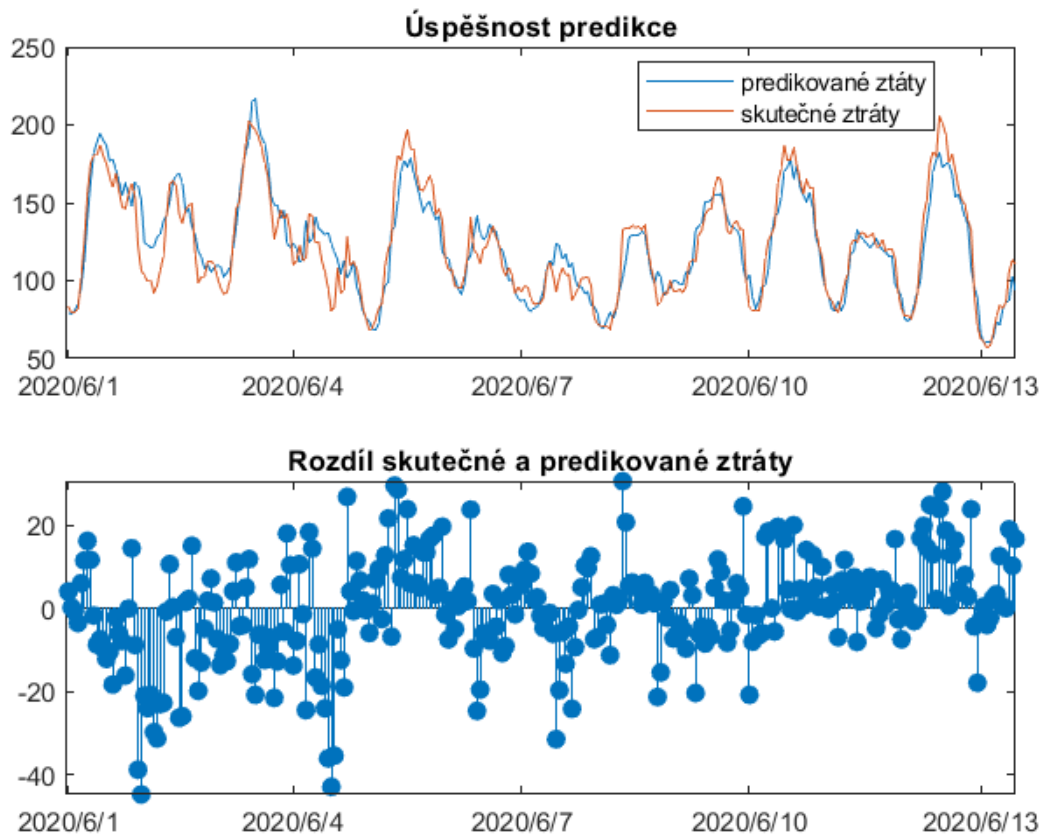 Úspěšnost predikce
250
200
150
100
50
predikované ztáty
skutečné ztráty
2020/6/1 2020/6/4 2020/6/7 2020/6/10 2020/6/13
Rozdíl skutečné a predikované ztráty
20
0
-20
-40
2020/6/1 2020/6/4 2020/6/7 2020/6/10 2020/6/13